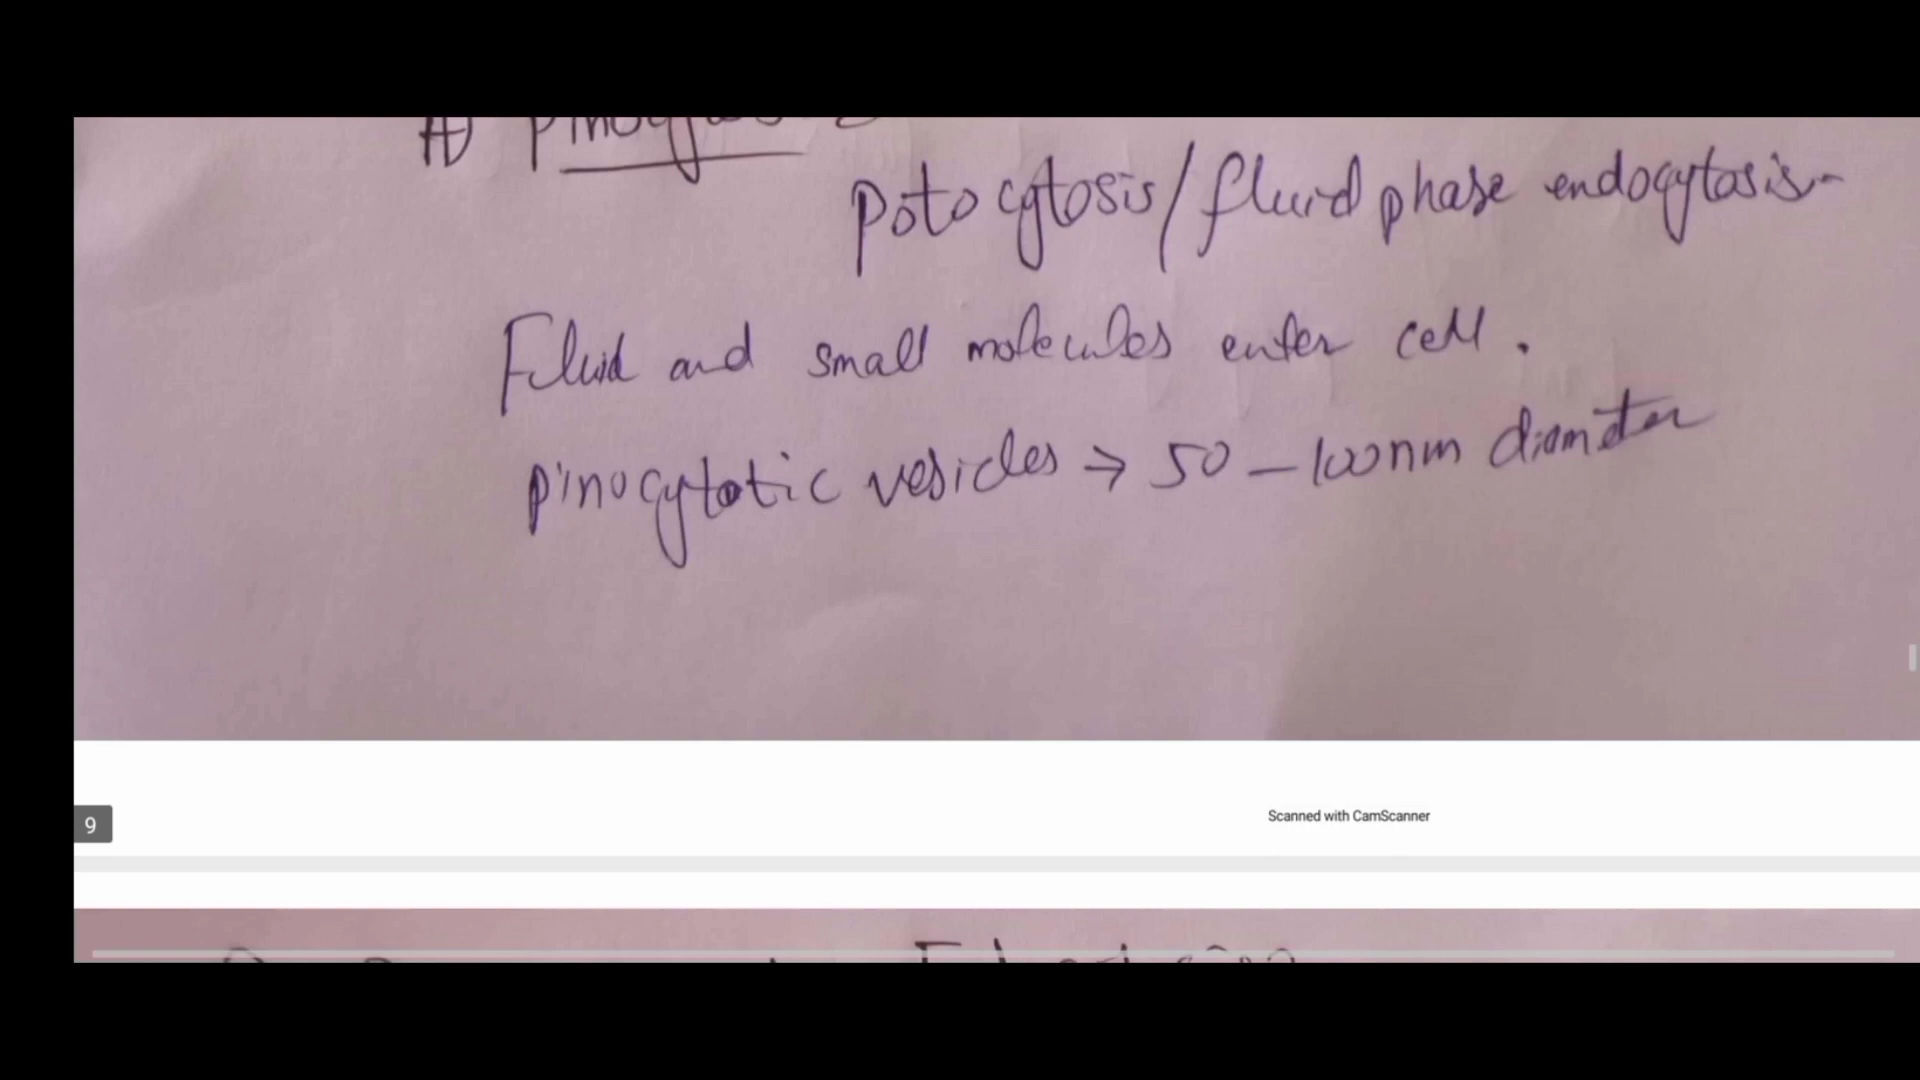 A) Pinocytosis
Potocytosis/fluid phase endocytosis-
Fluid and small molecules enter cell.
pinocytotic vesicles → 50 – 100nm diameter
9
Scanned with CamScanner